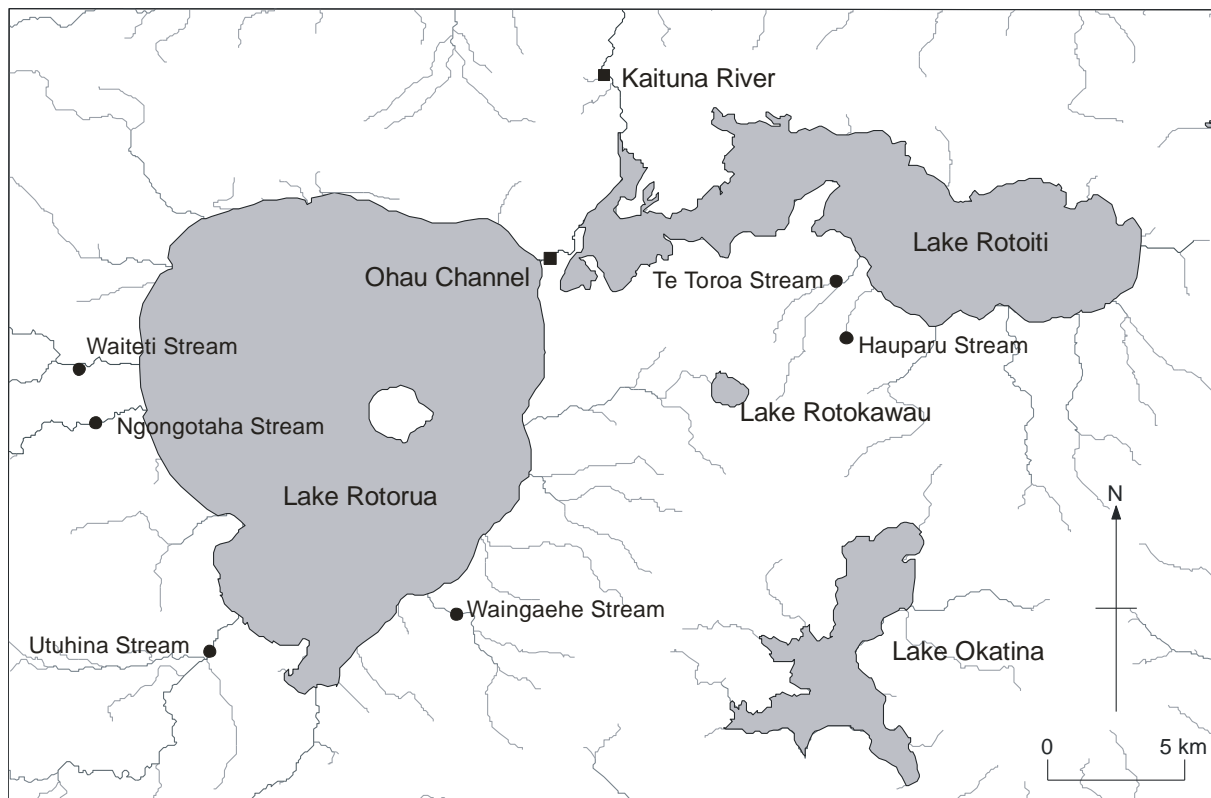 Kaituna River
Lake Rotoiti
Ohau Channel
Te Toroa Stream
Waiteti Stream
Hauparu Stream
Lake Rotokawau
Ngongotaha Stream
Lake Rotorua
N
Waingaehe Stream
Utuhina Stream
Lake Okatina
0 5 km